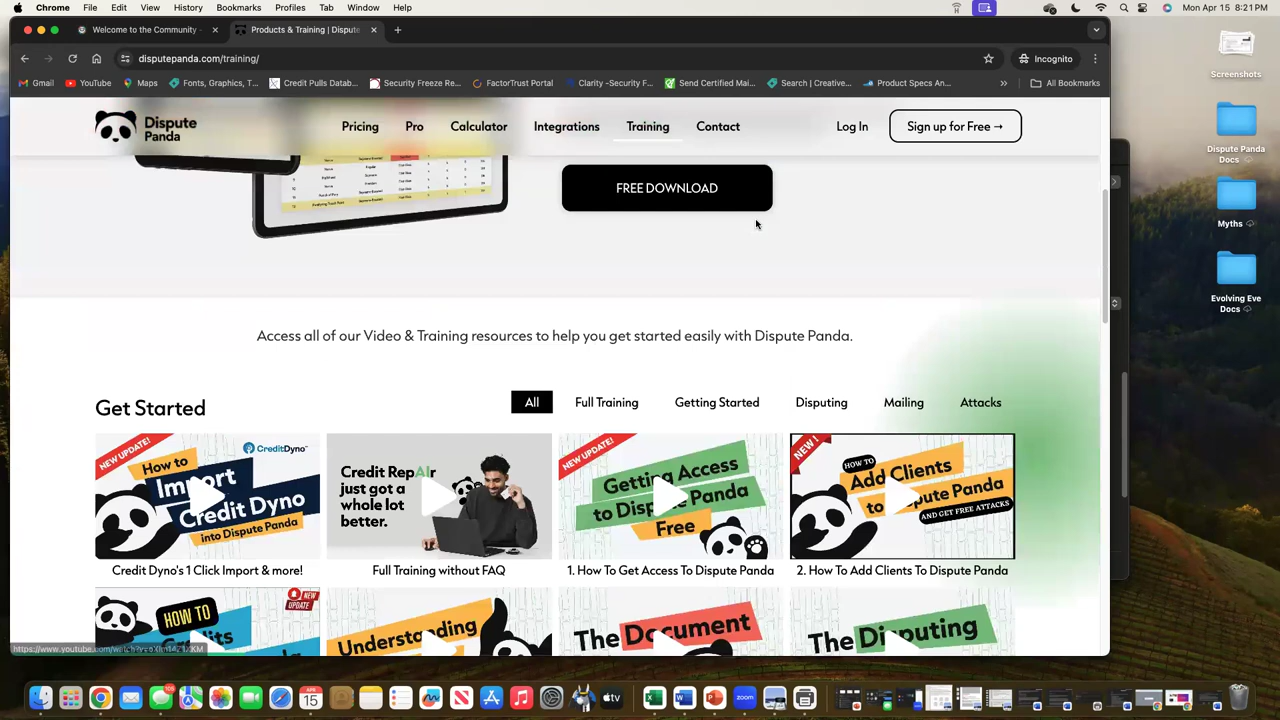 Chrome File Edit View History Bookmarks Profiles Tab Window Help
Mon Apr 15 8:21 PM
Welcome to the Community -
Products & Training | Dispute
disputepanda.com/training/
Incognito
Gmail YouTube Maps Fonts, Graphics, T... Credit Pulls Datab... Security Freeze Re... FactorTrust Portal Clarity -Security F... Send Certified Mai... Search | Creative... Product Specs An... » All Bookmarks
Dispute
Panda
Pricing Pro Calculator Integrations Training Contact
Log In
Sign up for Free →
FREE DOWNLOAD
Access all of our Video & Training resources to help you get started easily with Dispute Panda.
Get Started
All Full Training Getting Started Disputing Mailing Attacks
NEW UPDATE!
CreditDyno
How to
Import
Credit Dyno
into Dispute Panda
Credit RepAIr
just got a
whole lot
better.
NEW UPDATE!
Getting Access
to Dispute Panda
Free
NEW!
HOW TO
Add Clients
to Dispute Panda
AND GET FREE ATTACKS
Credit Dyno's 1 Click Import & more!
Full Training without FAQ
1. How To Get Access To Dispute Panda
2. How To Add Clients To Dispute Panda
HOW TO
NEW UPDATE
Understanding
The Document
The Disputing
Screenshots
Dispute Panda
Docs
Myths
Evolving Eve
Docs